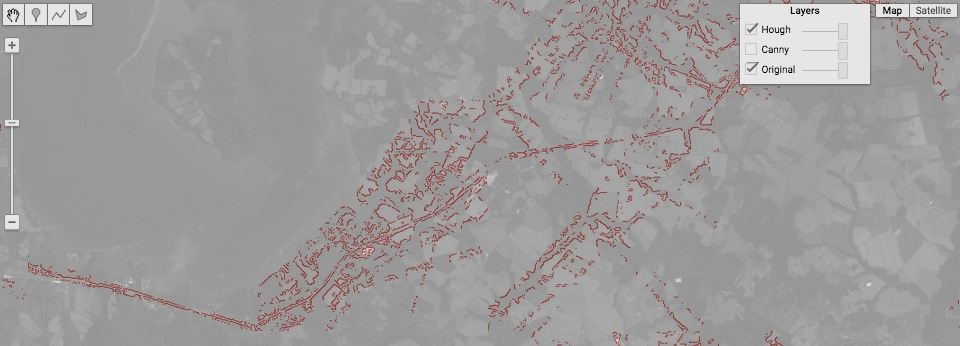 Layers
Hough
Canny
Original
Map Satellite